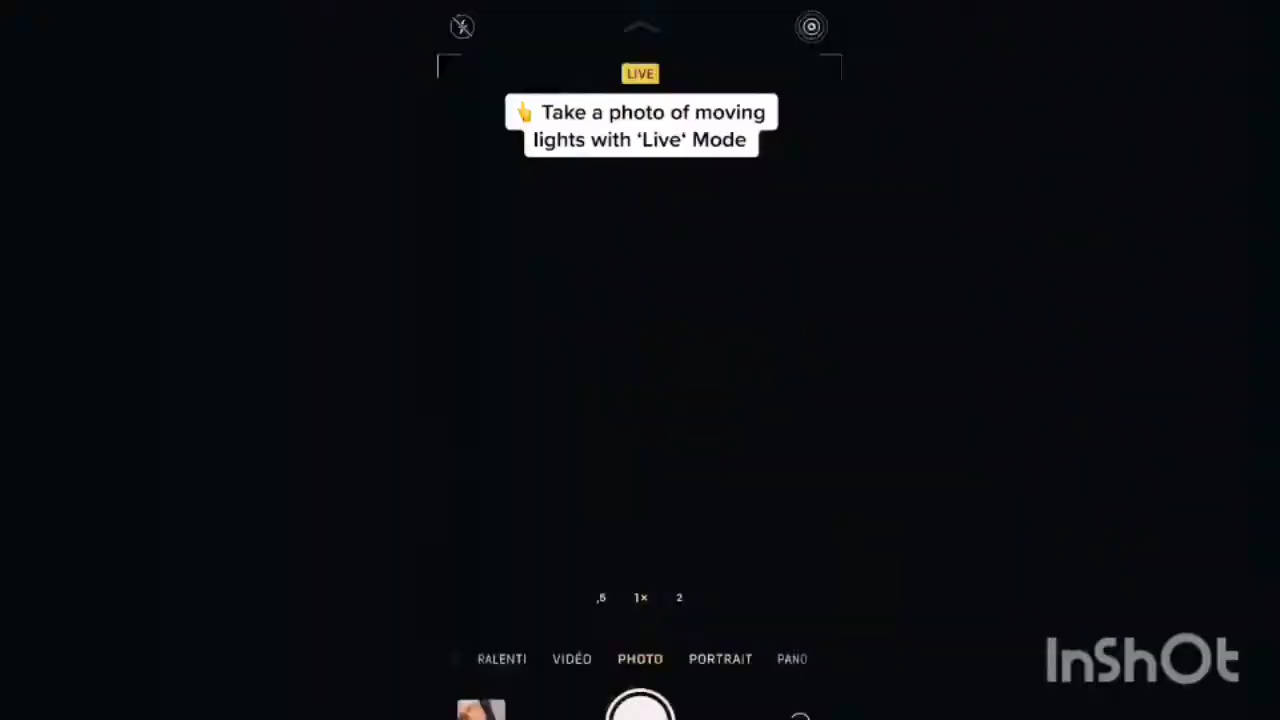 LIVE
👆 Take a photo of moving
lights with ‘Live‘ Mode
,5 1× 2
RALENTI VIDÉO PHOTO PORTRAIT PANO
InShOt